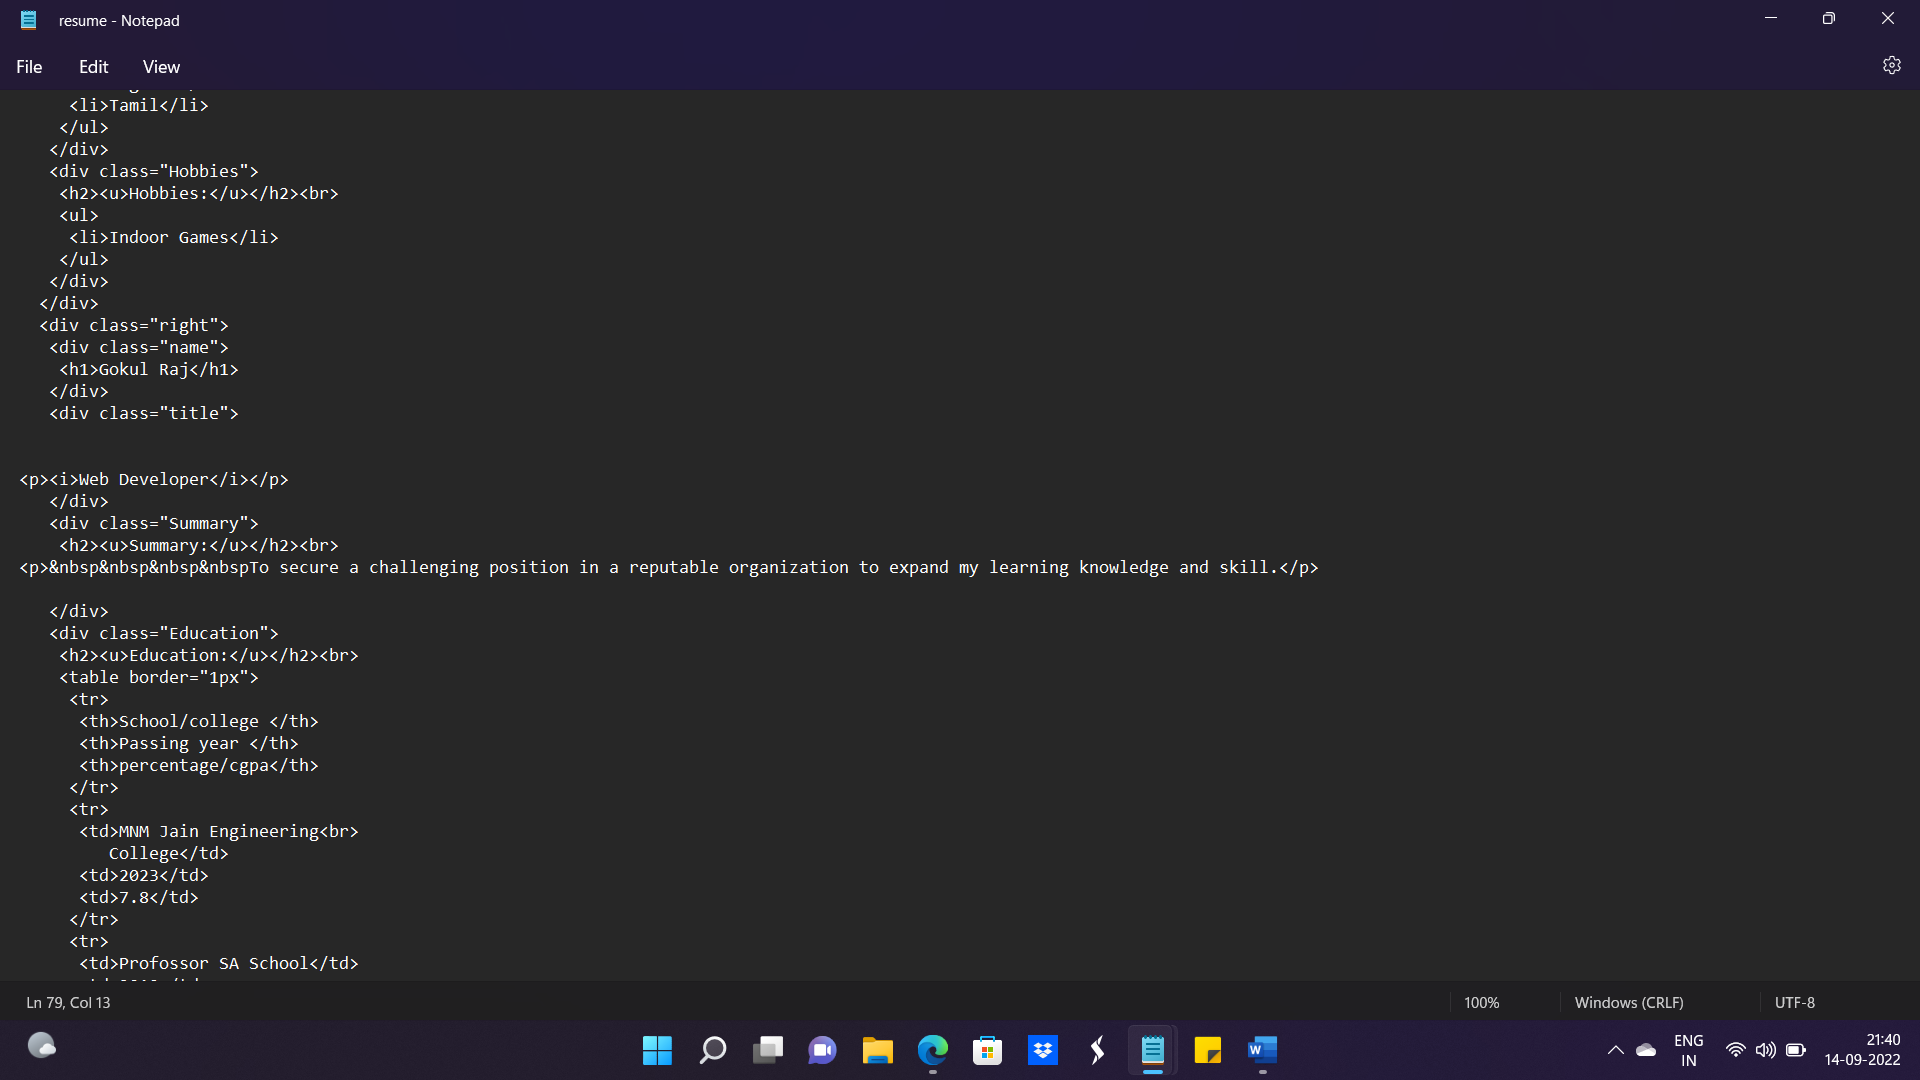 resume - Notepad
File Edit View
<li>Tamil</li>
</ul>
</div>
<div class="Hobbies">
<h2><u>Hobbies:</u></h2><br>
<ul>
<li>Indoor Games</li>
</ul>
</div>
</div>
<div class="right">
<div class="name">
<h1>Gokul Raj</h1>
</div>
<div class="title">
<p><i>Web Developer</i></p>
</div>
<div class="Summary">
<h2><u>Summary:</u></h2><br>
<p>&nbsp&nbsp&nbsp&nbspTo secure a challenging position in a reputable organization to expand my learning knowledge and skill.</p>
</div>
<div class="Education">
<h2><u>Education:</u></h2><br>
<table border="1px">
<tr>
<th>School/college </th>
<th>Passing year </th>
<th>percentage/cgpa</th>
</tr>
<tr>
<td>MNM Jain Engineering<br>
College</td>
<td>2023</td>
<td>7.8</td>
</tr>
<tr>
<td>Profossor SA School</td>
Ln 79, Col 13 100% Windows (CRLF) UTF-8
W
ENG 21:40
IN 14-09-2022